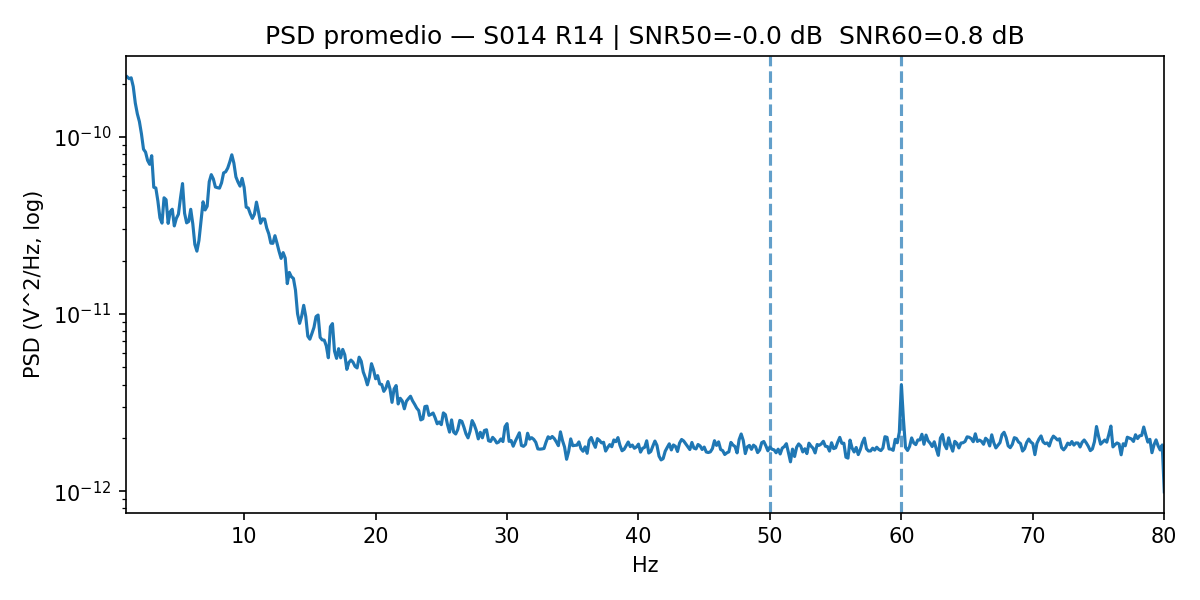 PSD promedio — S014 R14 | SNR50=-0.0 dB  SNR60=0.8 dB
PSD (V^2/Hz, log)
10⁻¹⁰
10⁻¹¹
10⁻¹²
10 20 30 40 50 60 70 80
Hz